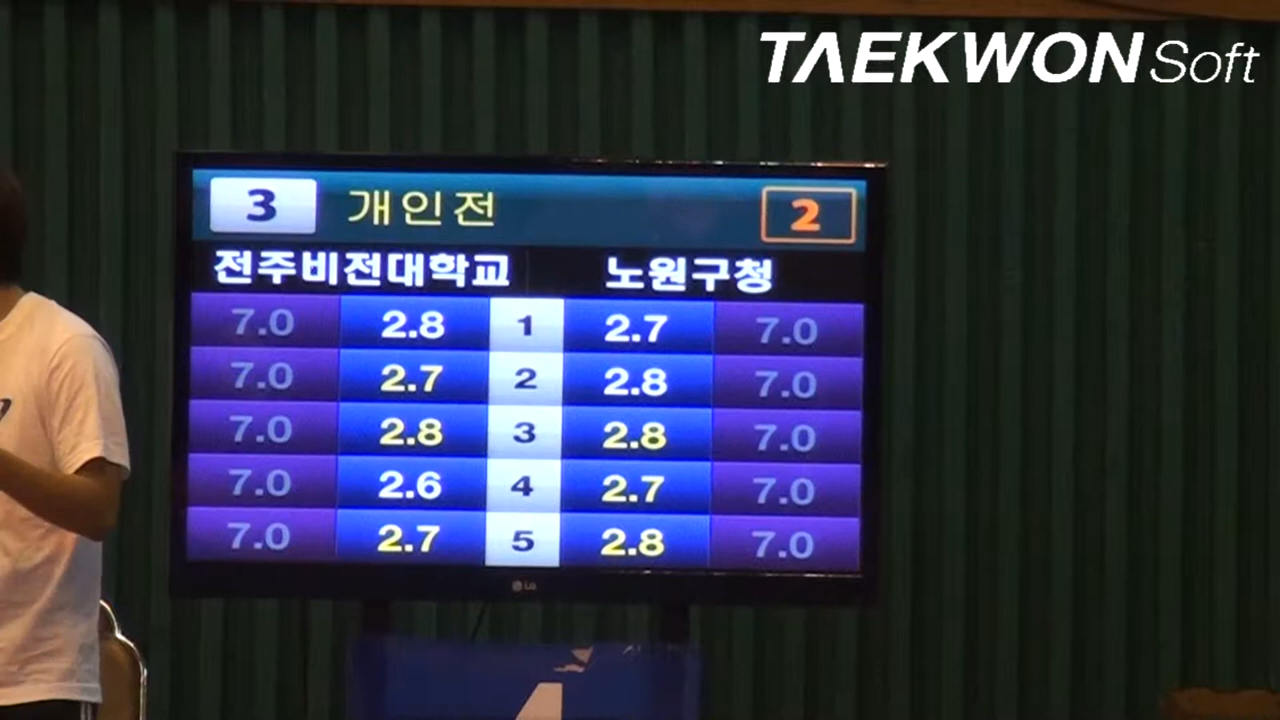 TAEKWON Soft
3 개인전 2
전주비전대학교 노원구청
7.0 2.8 1 2.7 7.0
7.0 2.7 2 2.8 7.0
7.0 2.8 3 2.8 7.0
7.0 2.6 4 2.7 7.0
7.0 2.7 5 2.8 7.0
LG